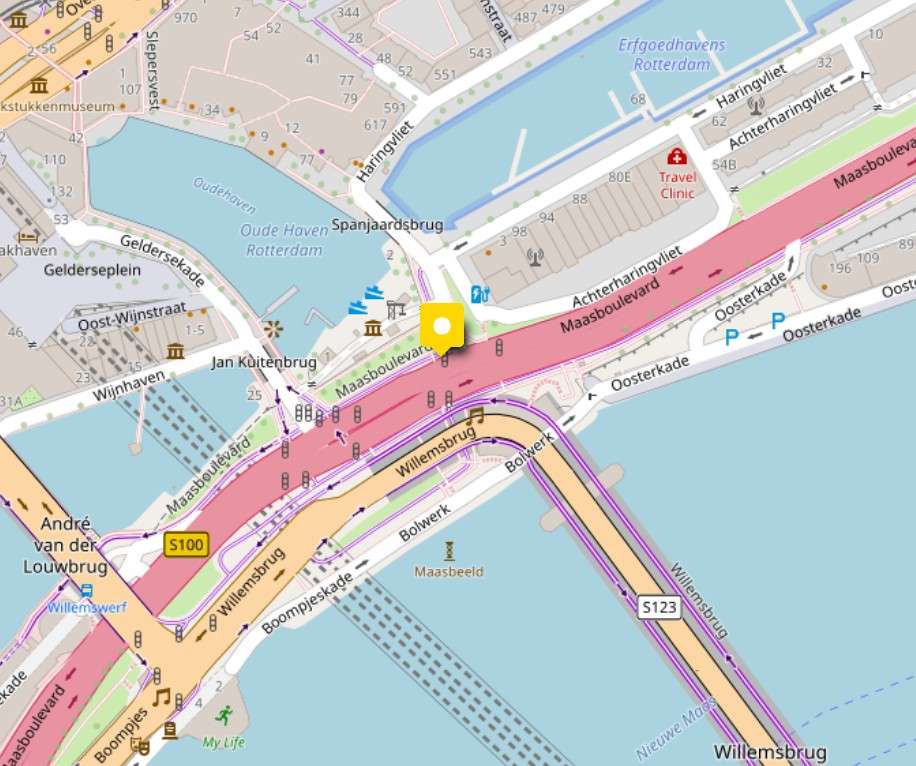 Ove
970
344
54
52
28
487
479
nstraat
543
551
48
52
10
2-56
1
107
Slepersvest
41
77
79
591
617
Erfgoedhavens
Rotterdam
Haringvliet
32
68
62
Achterharingvliet
kstukkenmuseum
34
42
9
12
77
Haringvliet
110
132
7
53
54B
Travel
Clinic
80E
88
94
98
3
Maasbouleva
Oudehaven
Oude Haven
Rotterdam
Spanjaardsbrug
2
akhaven
Geldersekade
Gelderseplein
Achterharingvliet
Maasboulevard
196
109
89
Oosterkade
Oost
P
P
Oosterkade
Oost-Wijnstraat
46
22
1-5
23
15
31A
Wijnhaven
Jan Kuitenbrug
25
1
Maasboulevard
Oosterkade
Willemsbrug
Bolwerk
Maasboulevard
S100
André
van der
Louwbrug
Willemswerf
Bolwerk
Maasbeeld
Willemsbrug
Boompjeskade
S123
Willemsbrug
ekade
aasboulevard
Boompjes
2
4
My Life
Nieuwe Maas
Willemsbrug